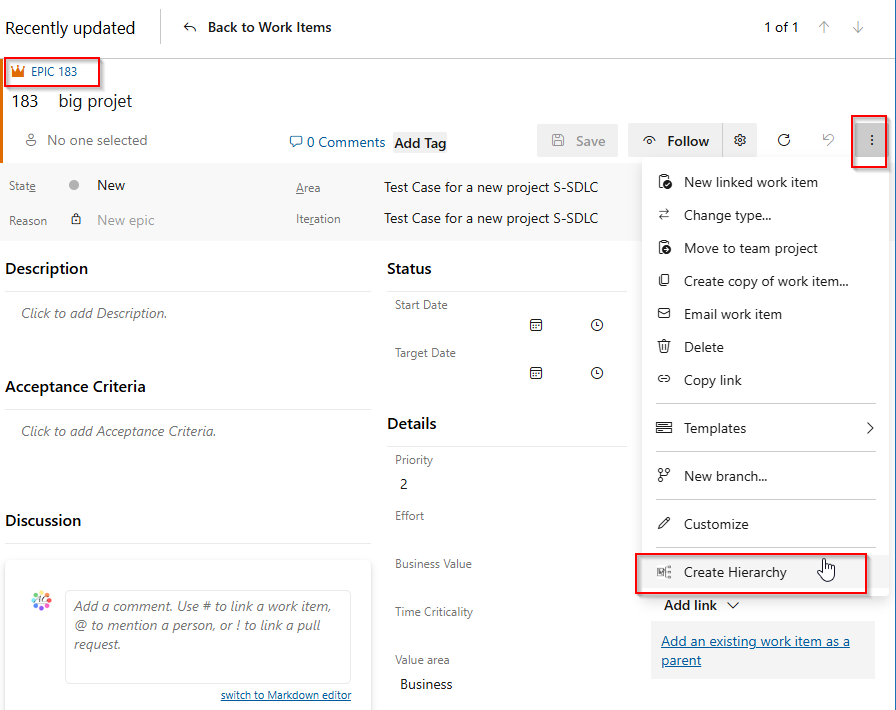 Recently updated
Back to Work Items
1 of 1
EPIC 183
183 big projet
No one selected
0 Comments
Add Tag
Save
Follow
State
New
Area
Test Case for a new project S-SDLC
Reason
New epic
Iteration
Test Case for a new project S-SDLC
Description
Click to add Description.
Acceptance Criteria
Click to add Acceptance Criteria.
Discussion
Add a comment. Use # to link a work item,
@ to mention a person, or ! to link a pull
request.
switch to Markdown editor
Status
Start Date
Target Date
Details
Priority
2
Effort
Business Value
Time Criticality
Value area
Business
New linked work item
Change type...
Move to team project
Create copy of work item...
Email work item
Delete
Copy link
Templates
New branch...
Customize
Create Hierarchy
Add link
Add an existing work item as a
parent